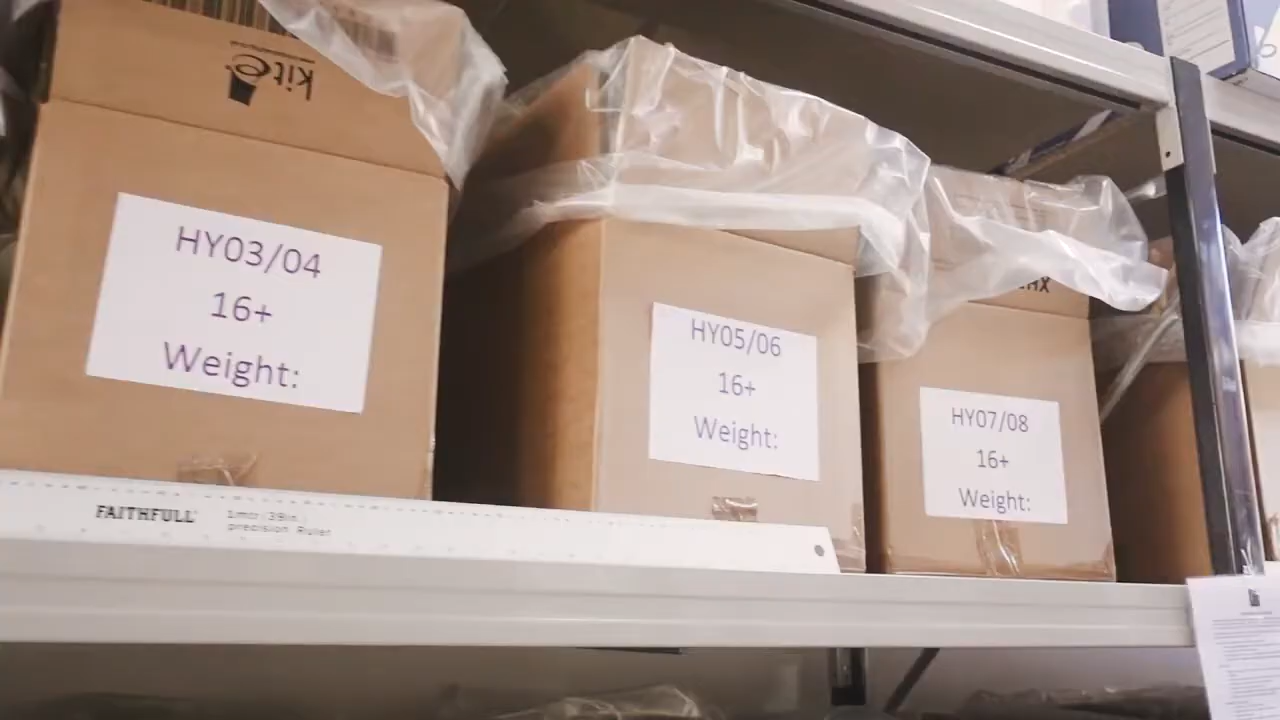 kite
HY03/04
16+
Weight:
HY05/06
16+
Weight:
HY07/08
16+
Weight:
FAITHFULL
1mtr 39in
precision Ruler